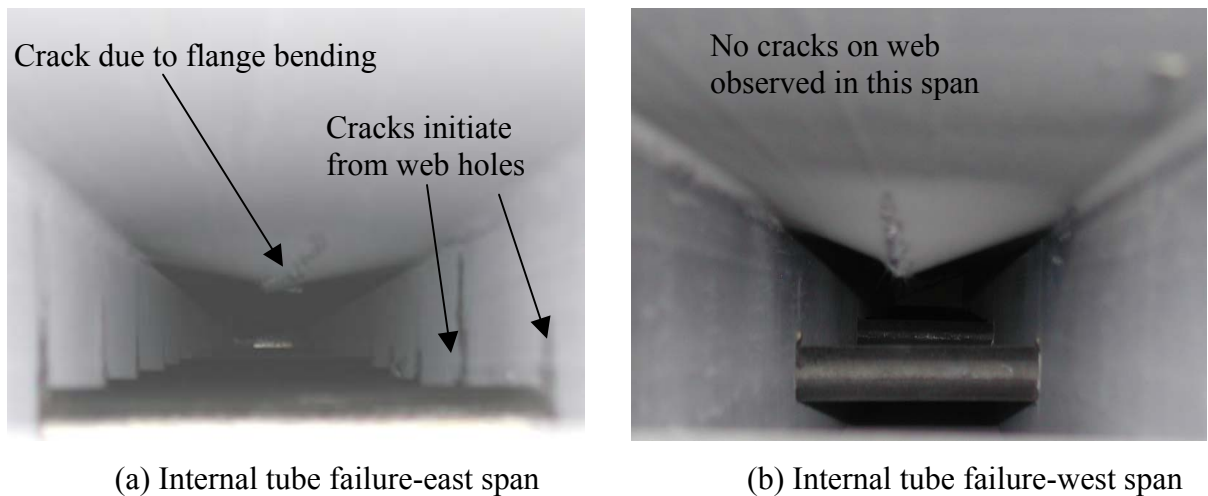 Crack due to flange bending
Cracks initiate
from web holes
No cracks on web
observed in this span
(a) Internal tube failure-east span
(b) Internal tube failure-west span